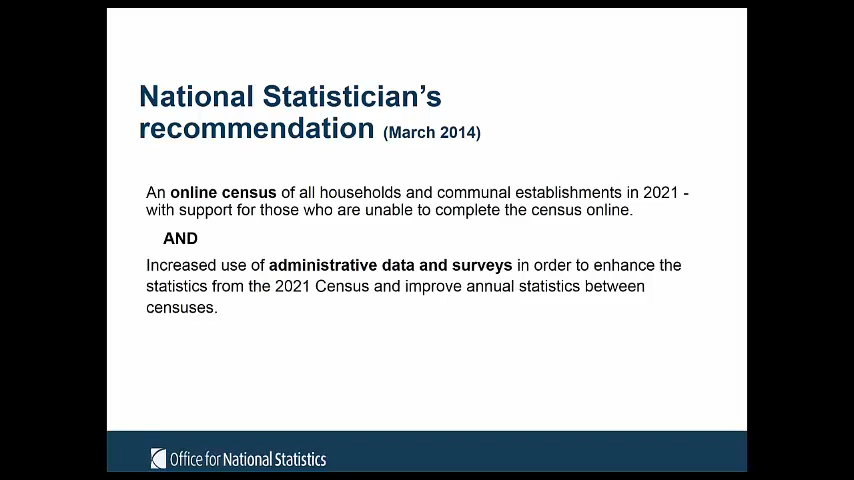 National Statistician’s
recommendation (March 2014)
An online census of all households and communal establishments in 2021 -
with support for those who are unable to complete the census online.
AND
Increased use of administrative data and surveys in order to enhance the
statistics from the 2021 Census and improve annual statistics between
censuses.
Office for National Statistics